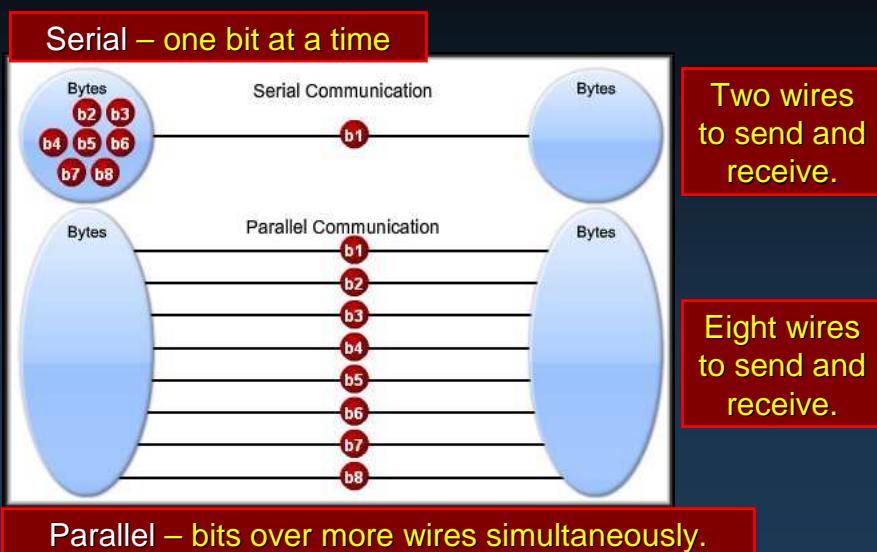 Serial – one bit at a time
Bytes
Serial Communication
Bytes
b2 b3
b4 b5 b6
b7 b8
b1
Two wires
to send and
receive.
Bytes
Parallel Communication
Bytes
b1
b2
b3
b4
b5
b6
b7
b8
Eight wires
to send and
receive.
Parallel – bits over more wires simultaneously.